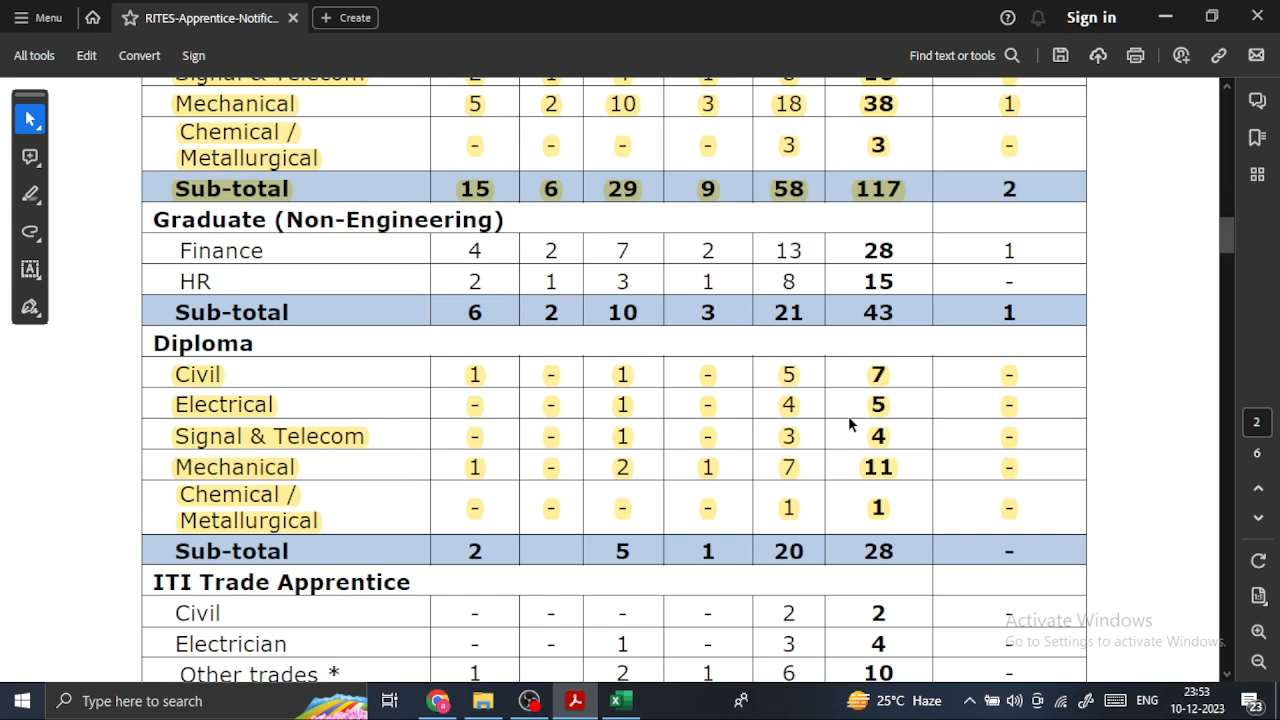 Menu RITES-Apprentice-Notific... Create Sign in
All tools Edit Convert Sign Find text or tools
Signal & Telecom
Mechanical 5 2 10 3 18 38 1
Chemical /
Metallurgical - - - - 3 3 -
Sub-total 15 6 29 9 58 117 2
Graduate (Non-Engineering)
Finance 4 2 7 2 13 28 1
HR 2 1 3 1 8 15 -
Sub-total 6 2 10 3 21 43 1
Diploma
Civil 1 - 1 - 5 7 -
Electrical - - 1 - 4 5 -
Signal & Telecom - - 1 - 3 4 -
Mechanical 1 - 2 1 7 11 -
Chemical /
Metallurgical - - - - 1 1 -
Sub-total 2 5 1 20 28 -
ITI Trade Apprentice
Civil - - - - 2 2 -
Electrician - - 1 - 3 4 -
Other trades * 1 2 1 6 10 -
2
6
Activate Windows
Go to Settings to activate Windows.
Type here to search 25°C Haze ENG 23:53
10-12-2023 23